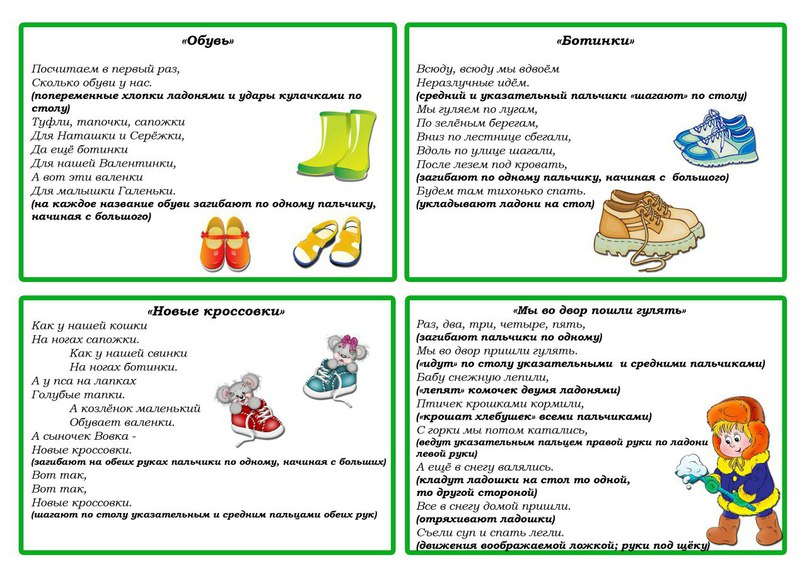 «Обувь»
Посчитаем в первый раз,
Сколько обуви у нас.
(попеременные хлопки ладонями и удары кулачками по
столу)
Туфли, тапочки, сапожки
Для Наташки и Серёжки,
Да ещё ботинки
Для нашей Валентинки,
А вот эти валенки
Для малышки Галеньки.
(на каждое название обуви загибают по одному пальчику,
начиная с большого)
«Ботинки»
Всюду, всюду мы вдвоём
Неразлучные идём.
(средний и указательный пальчики «шагают» по столу)
Мы гуляем по лугам,
По зелёным берегам,
Вниз по лестнице сбегали,
Вдоль по улице шагали,
После лезем под кровать,
(загибают по одному пальчику, начиная с большого)
Будем там тихонько спать.
(укладывают ладони на стол)
«Новые кроссовки»
Как у нашей кошки
На ногах сапожки.
Как у нашей свинки
На ногах ботинки.
А у пса на лапках
Голубые тапки.
А козлёнок маленький
Обувает валенки.
А сыночек Вовка -
Новые кроссовки.
(загибают на обеих руках пальчики по одному, начиная с больших)
Вот так,
Вот так,
Новые кроссовки.
(шагают по столу указательным и средним пальцами обеих рук)
«Мы во двор пошли гулять»
Раз, два, три, четыре, пять,
(загибают пальчики по одному)
Мы во двор пришли гулять.
(«идут» по столу указательными и средними пальчиками)
Бабу снежную лепили,
(«лепят» комочек двумя ладонями)
Птичек крошками кормили,
(«крошат хлебушек» всеми пальчиками)
С горки мы потом катались,
(ведут указательным пальцем правой руки по ладони
левой руки)
А ещё в снегу валялись.
(кладут ладошки на стол то одной,
то другой стороной)
Все в снегу домой пришли.
(отряхивают ладошки)
Съели суп и спать легли.
(движения воображаемой ложкой; руки под щёку)